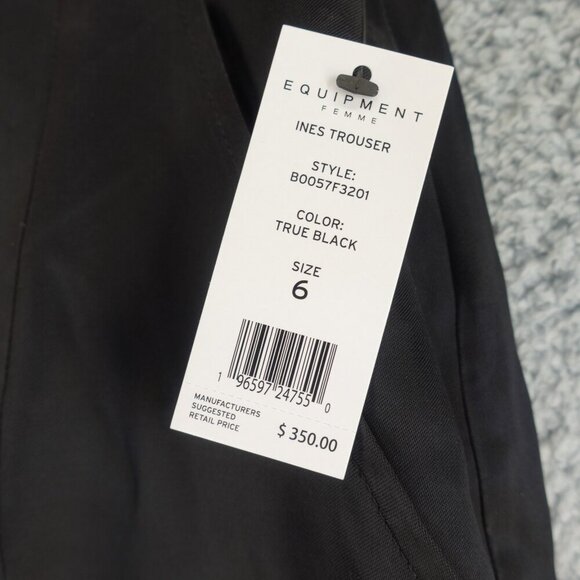 EQUIPMENT
FEMME
INES TROUSER
STYLE:
B0057F3201
COLOR:
TRUE BLACK
SIZE
6
1 96597 24755 0
MANUFACTURERS
SUGGESTED
RETAIL PRICE
$ 350.00